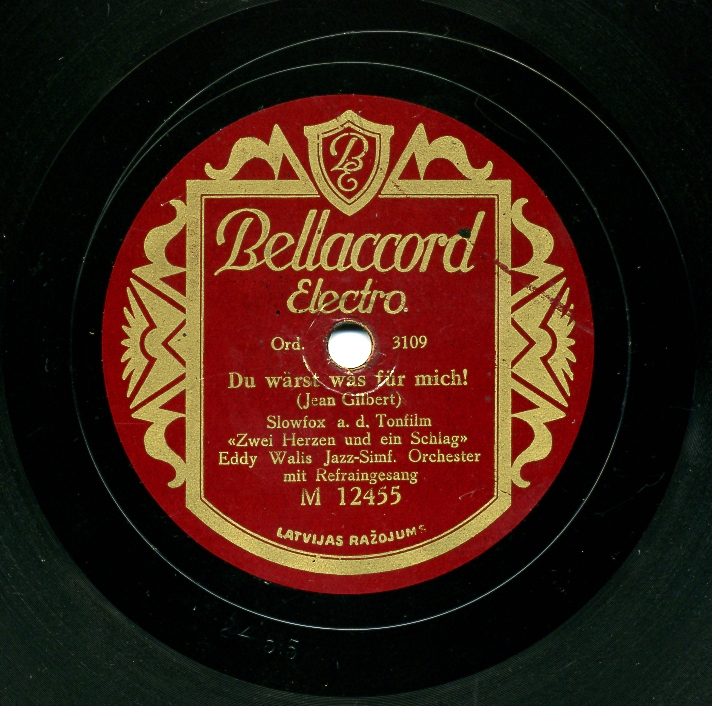 BE
Bellaccord
Electro.
Ord. 3109
Du wärst was für mich!
(Jean Gilbert)
Slowfox a. d. Tonfilm
«Zwei Herzen und ein Schlag»
Eddy Walis Jazz-Simf. Orchester
mit Refraingesang
M 12455
LATVIJAS RAŽOJUMS